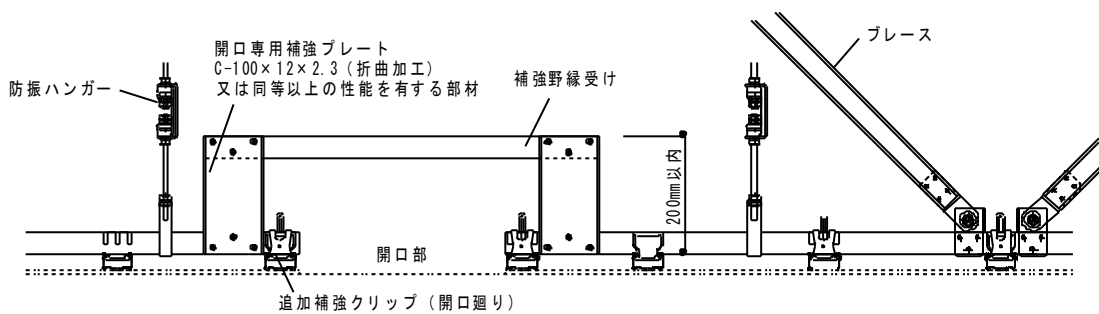 防振ハンガー
開口専用補強プレート
C-100×12×2.3（折曲加工）
又は同等以上の性能を有する部材
補強野縁受け
ブレース
200mm以内
開口部
追加補強クリップ（開口廻り）